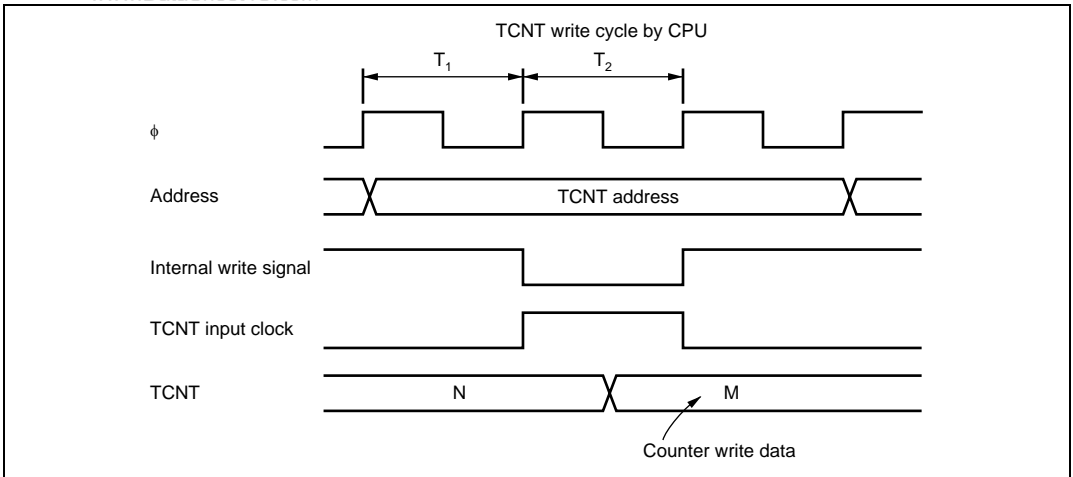 TCNT write cycle by CPU
T1 T2
ϕ
Address TCNT address
Internal write signal
TCNT input clock
TCNT N M
Counter write data